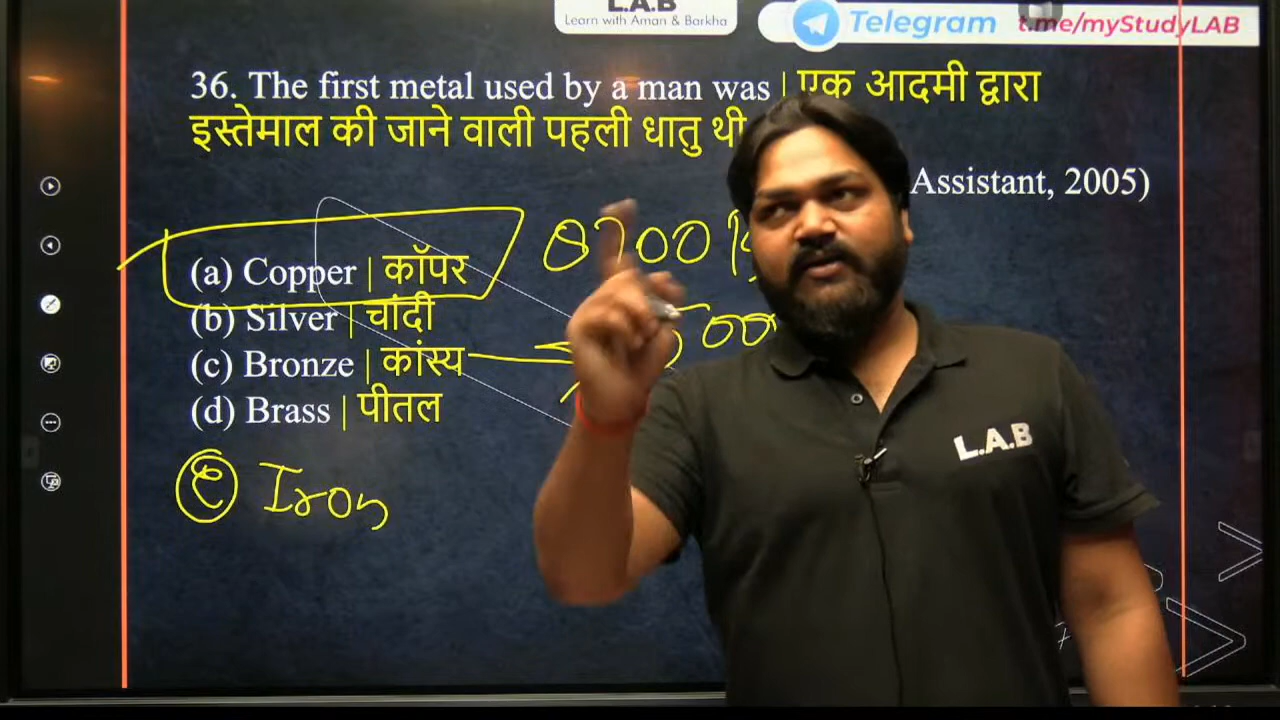 L.A.B
Learn with Aman & Barkha
Telegram t.me/myStudyLAB
36. The first metal used by a man was | एक आदमी द्वारा
इस्तेमाल की जाने वाली पहली धातु थी
Assistant, 2005)
(a) Copper | कॉपर
(b) Silver | चांदी
(c) Bronze | कांस्य
(d) Brass | पीतल
e Iron
L.A.B